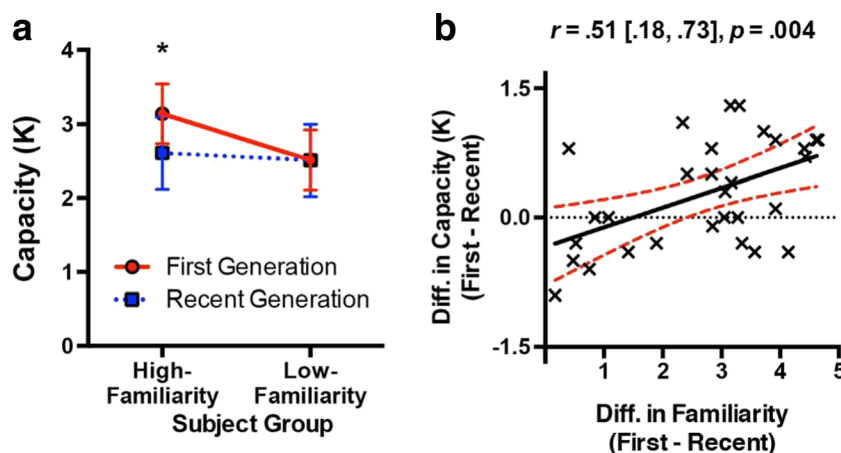 a
*
4
3
2
1
0
Capacity (K)
First Generation
Recent Generation
High-
Familiarity
Low-
Familiarity
Subject Group
b
r = .51 [.18, .73], p = .004
1.5
0.0
-1.5
Diff. in Capacity (K)
(First - Recent)
1 2 3 4 5
Diff. in Familiarity
(First - Recent)